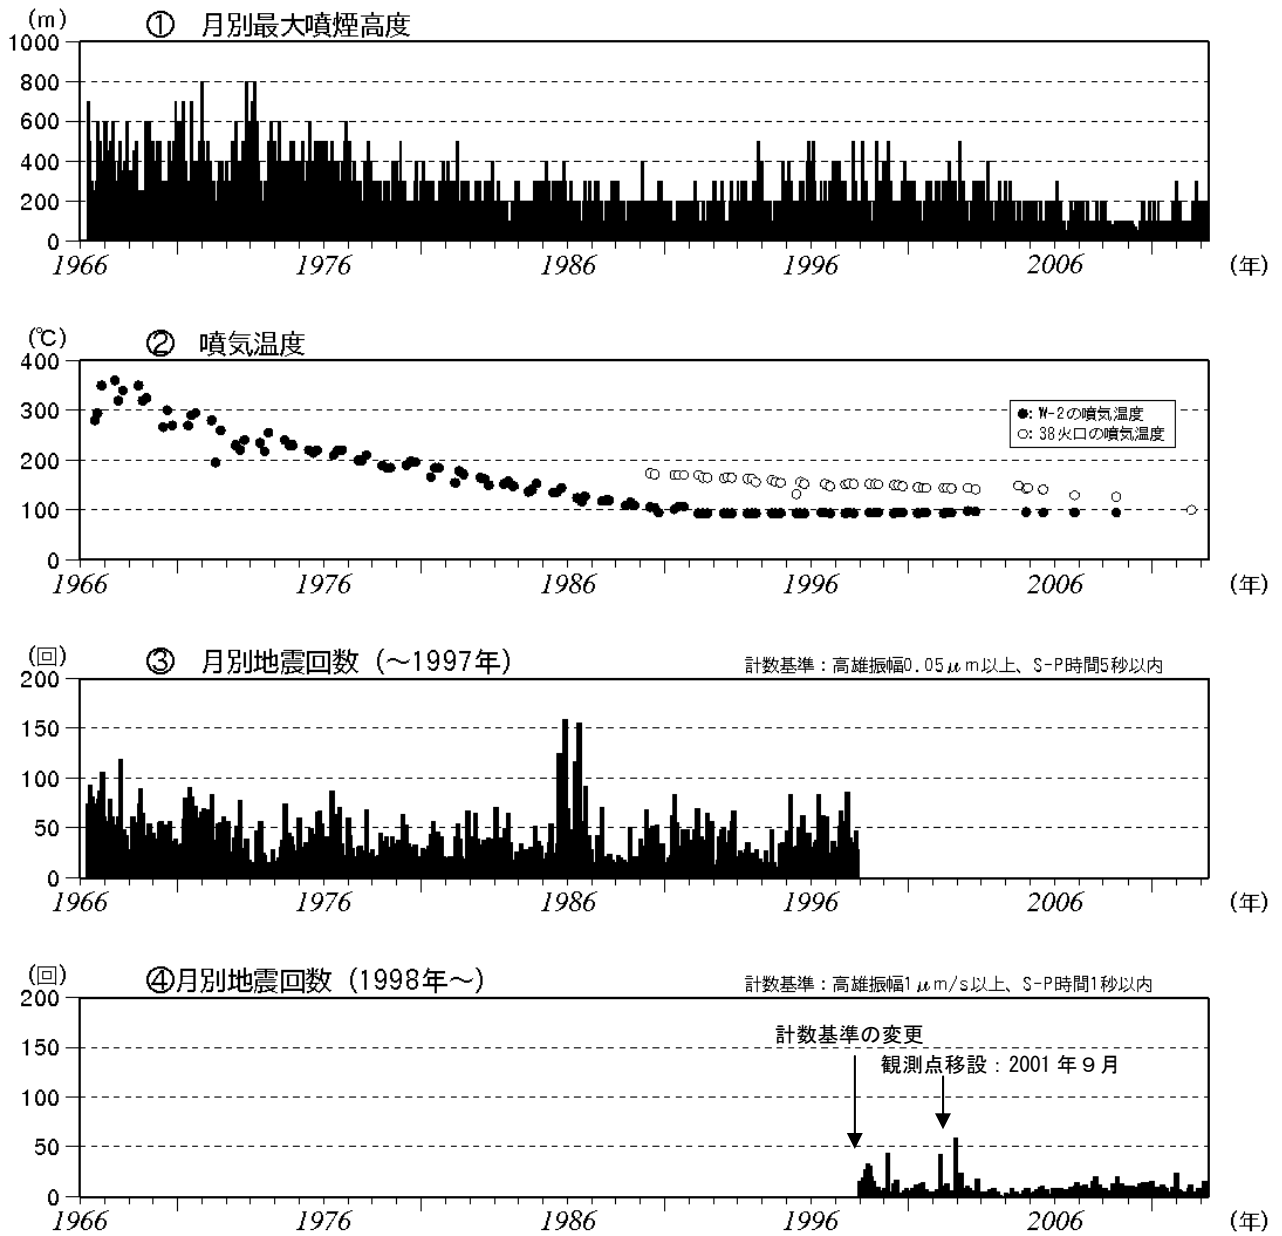 (m)
① 月別最大噴煙高度
1000
800
600
400
200
0
1966 1976 1986 1996 2006 (年)
(℃)
② 噴気温度
400
300
200
100
0
●: W-2の噴気温度
○: 38火口の噴気温度
1966 1976 1986 1996 2006 (年)
(回)
③ 月別地震回数(～1997年)
計数基準：高雄振幅0.05μm以上、S-P時間5秒以内
200
150
100
50
0
1966 1976 1986 1996 2006 (年)
(回)
④月別地震回数(1998年～)
計数基準：高雄振幅1μm/s以上、S-P時間1秒以内
200
150
100
50
0
計数基準の変更
観測点移設：2001年9月
1966 1976 1986 1996 2006 (年)